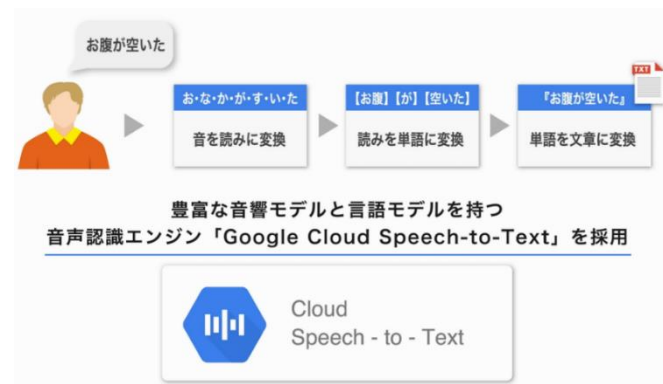 お腹が空いた
お・な・か・が・す・い・た
音を読みに変換
【お腹】【が】【空いた】
読みを単語に変換
TXT
『お腹が空いた』
単語を文章に変換
豊富な音響モデルと言語モデルを持つ
音声認識エンジン「Google Cloud Speech-to-Text」を採用
Cloud
Speech - to - Text